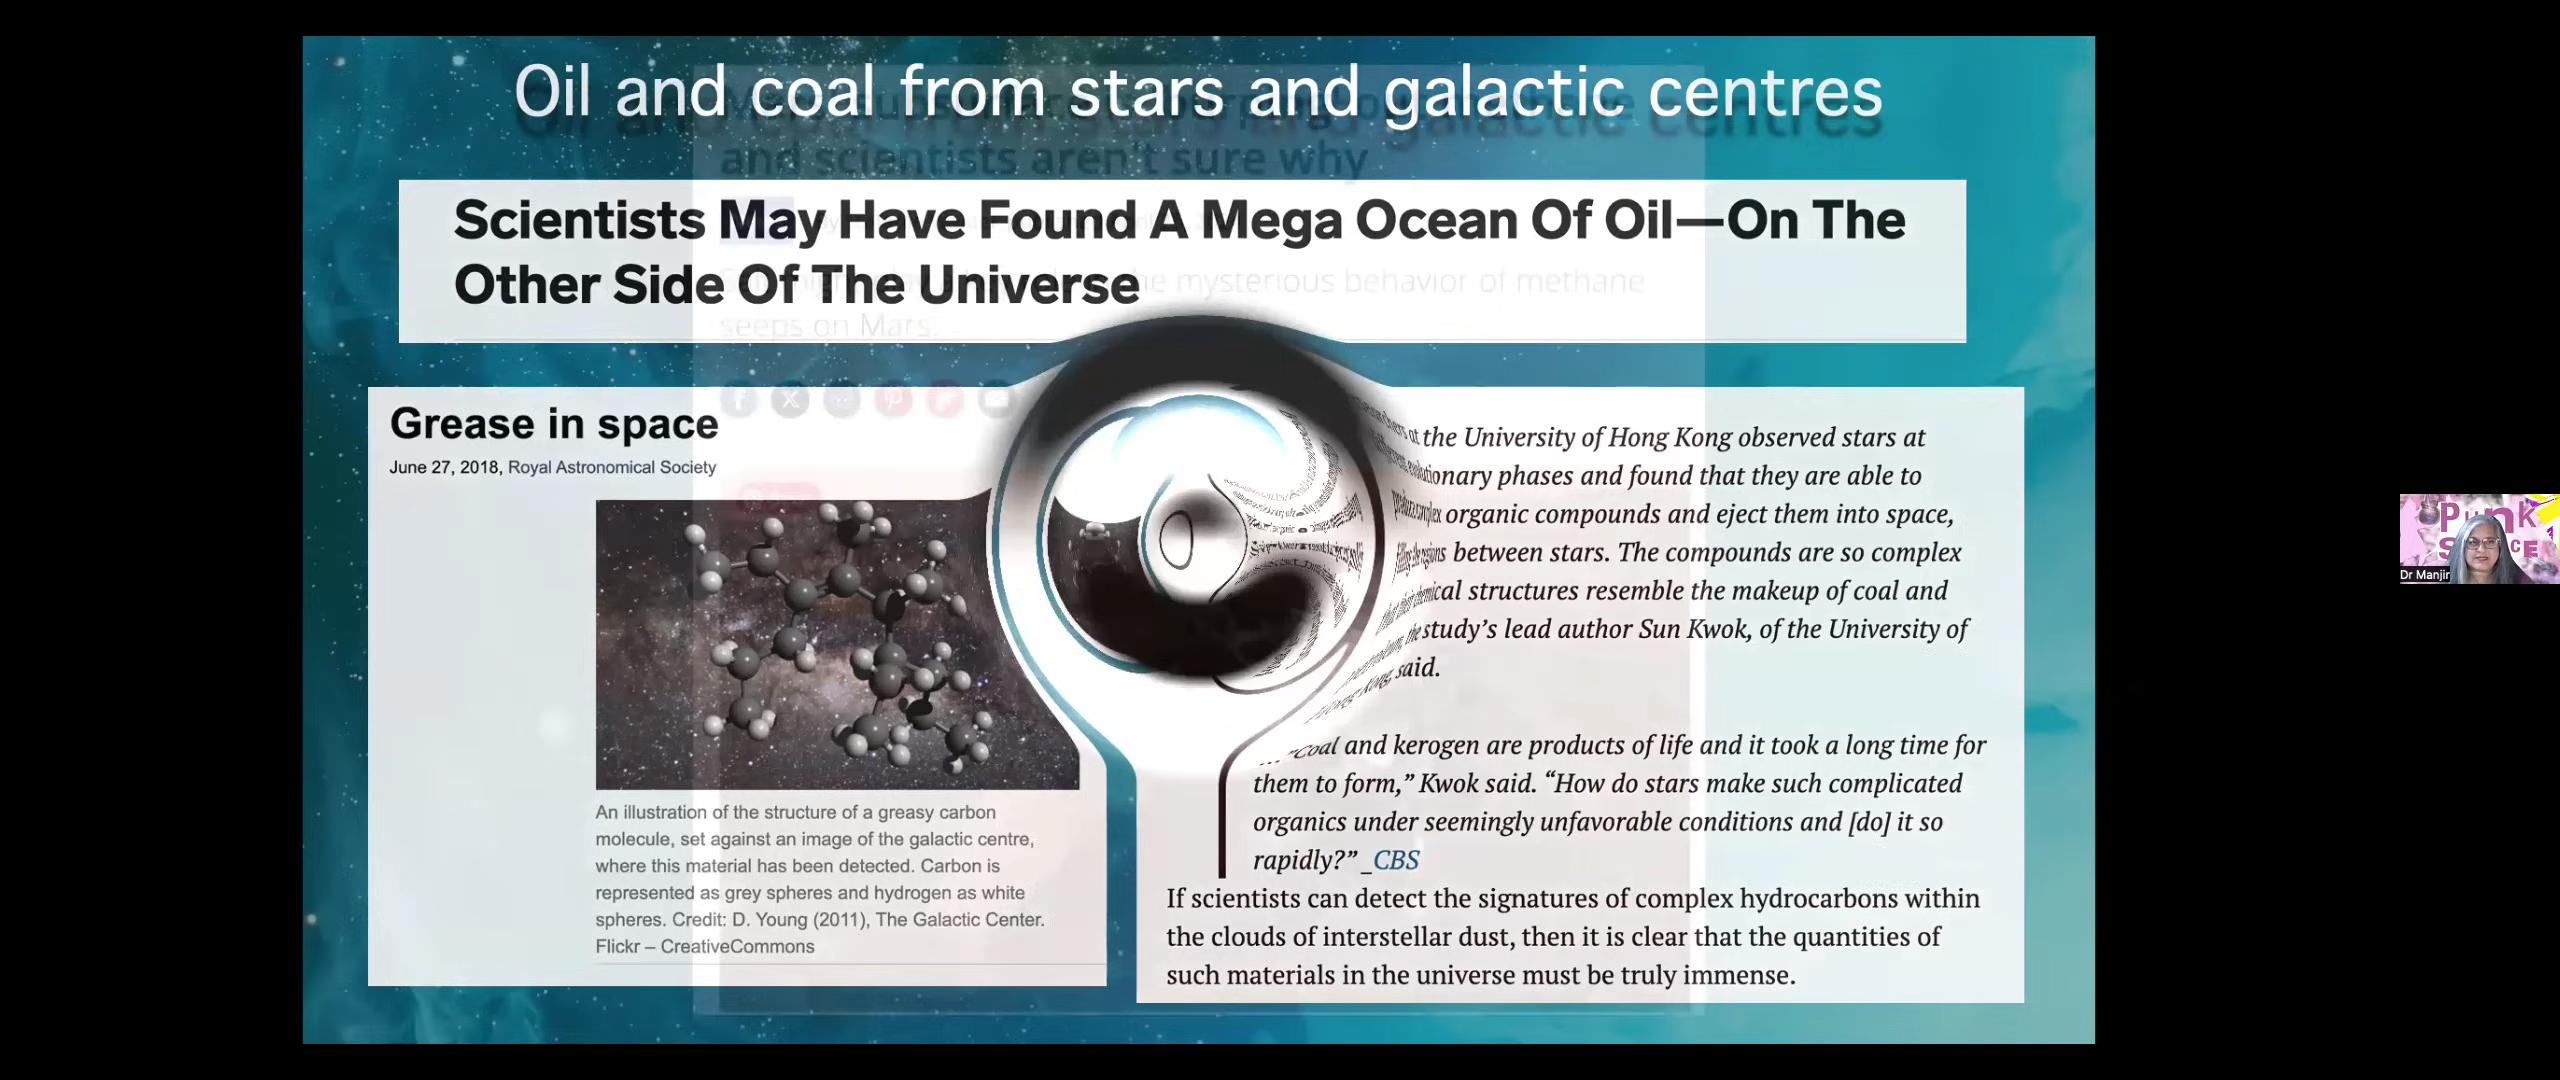 Oil and coal from stars and galactic centres
and scientists aren't sure why
Scientists May Have Found A Mega Ocean Of Oil—On The
Other Side Of The Universe
the mysterious behavior of methane
seeps on Mars.
Grease in space
June 27, 2018, Royal Astronomical Society
An illustration of the structure of a greasy carbon
molecule, set against an image of the galactic centre,
where this material has been detected. Carbon is
represented as grey spheres and hydrogen as white
spheres. Credit: D. Young (2011), The Galactic Center.
Flickr – CreativeCommons
at the University of Hong Kong observed stars at
phases and found that they are able to
organic compounds and eject them into space,
between stars. The compounds are so complex
structures resemble the makeup of coal and
the study's lead author Sun Kwok, of the University of
said.
"Coal and kerogen are products of life and it took a long time for
them to form," Kwok said. "How do stars make such complicated
organics under seemingly unfavorable conditions and [do] it so
rapidly?" _CBS
If scientists can detect the signatures of complex hydrocarbons within
the clouds of interstellar dust, then it is clear that the quantities of
such materials in the universe must be truly immense.
Punk
Dr Manjir